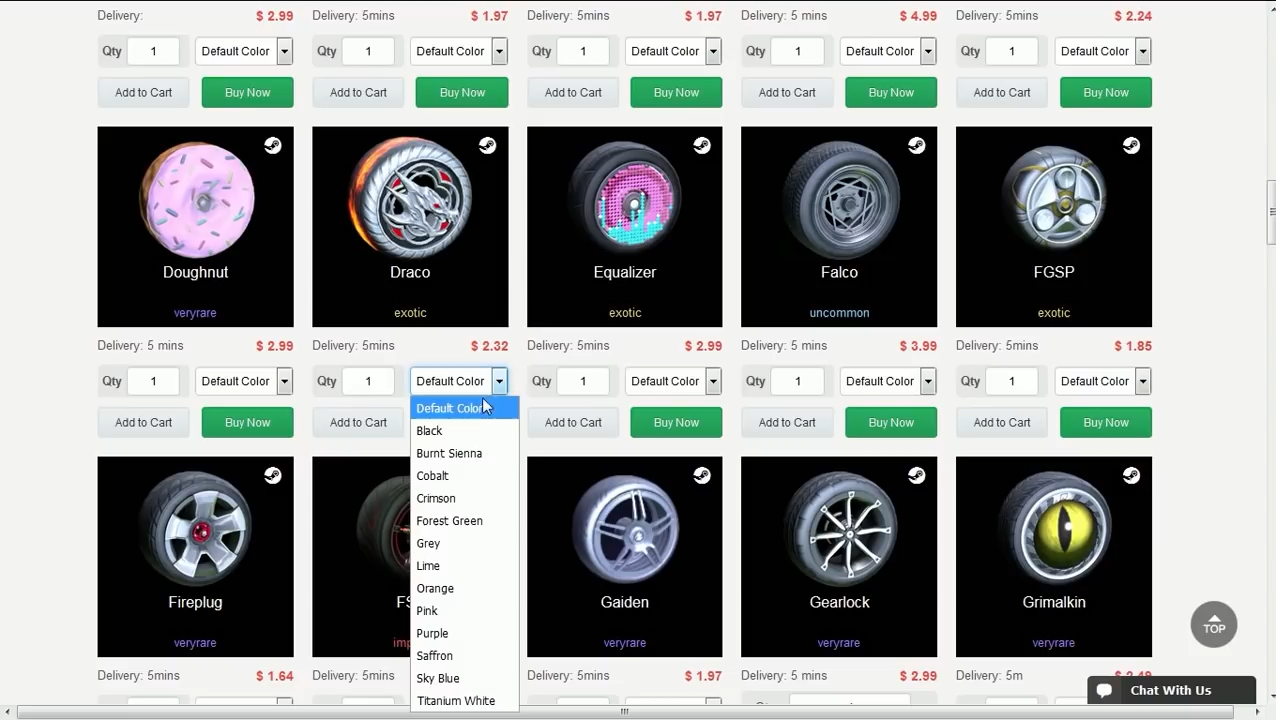 Delivery: $ 2.99 Delivery: 5mins $ 1.97 Delivery: 5mins $ 1.97 Delivery: 5 mins $ 4.99 Delivery: 5mins $ 2.24
Qty 1 Default Color Qty 1 Default Color Qty 1 Default Color Qty 1 Default Color Qty 1 Default Color
Add to Cart Buy Now Add to Cart Buy Now Add to Cart Buy Now Add to Cart Buy Now Add to Cart Buy Now
Doughnut Draco Equalizer Falco FGSP
veryrare exotic exotic uncommon exotic
Delivery: 5 mins $ 2.99 Delivery: 5mins $ 2.32 Delivery: 5mins $ 2.99 Delivery: 5 mins $ 3.99 Delivery: 5mins $ 1.85
Qty 1 Default Color Qty 1 Default Color Qty 1 Default Color Qty 1 Default Color Qty 1 Default Color
Add to Cart Buy Now Add to Cart Add to Cart Buy Now Add to Cart Buy Now Add to Cart Buy Now
Default Color
Black
Burnt Sienna
Cobalt
Crimson
Forest Green
Grey
Lime
Orange
Pink
Purple
Saffron
Sky Blue
Titanium White
Fireplug Gaiden Gearlock Grimalkin
veryrare veryrare veryrare veryrare
Delivery: 5mins $ 1.64 Delivery: 5mins $ 1.97 Delivery: 5mins $ 2.99 Delivery: 5m
TOP
Chat With Us